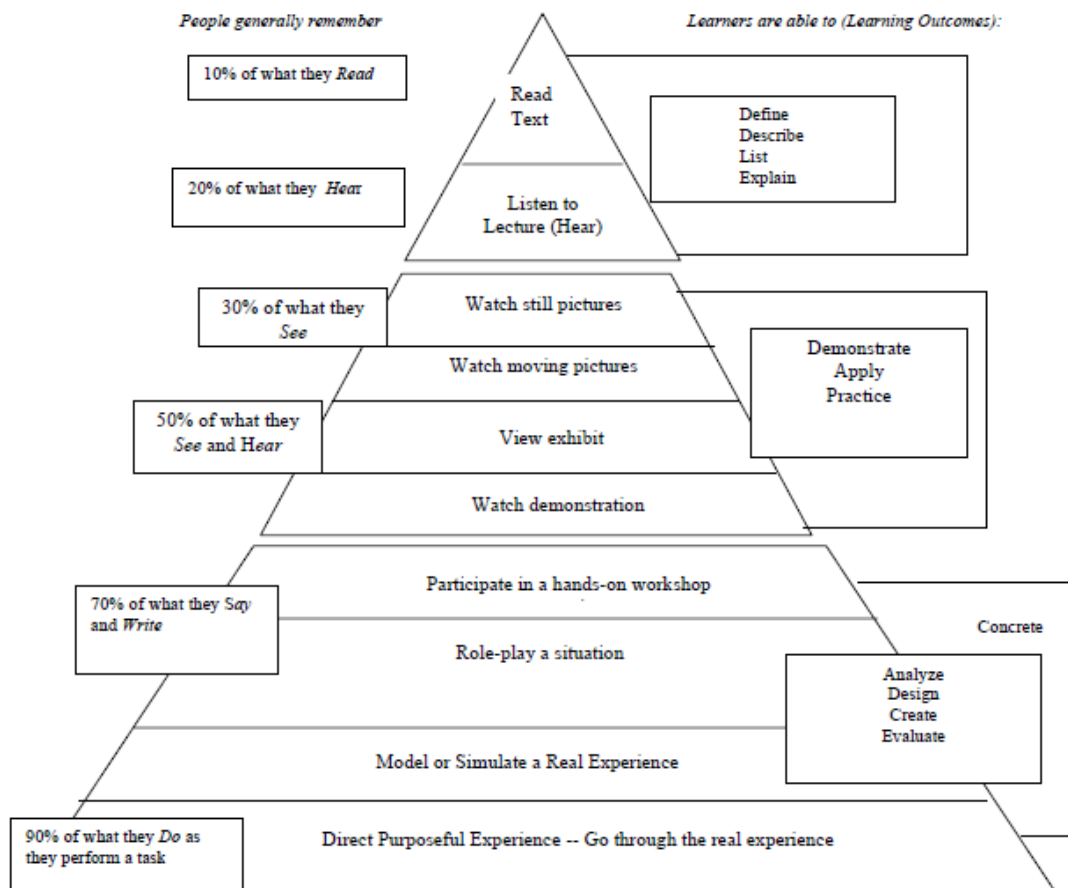 People generally remember
Learners are able to (Learning Outcomes):
10% of what they Read
Read
Text
Define
Describe
List
Explain
20% of what they Hear
Listen to
Lecture (Hear)
30% of what they
See
Watch still pictures
Demonstrate
Apply
Practice
Watch moving pictures
50% of what they
See and Hear
View exhibit
Watch demonstration
Participate in a hands-on workshop
70% of what they Say
and Write
Concrete
Role-play a situation
Analyze
Design
Create
Evaluate
Model or Simulate a Real Experience
90% of what they Do as
they perform a task
Direct Purposeful Experience -- Go through the real experience